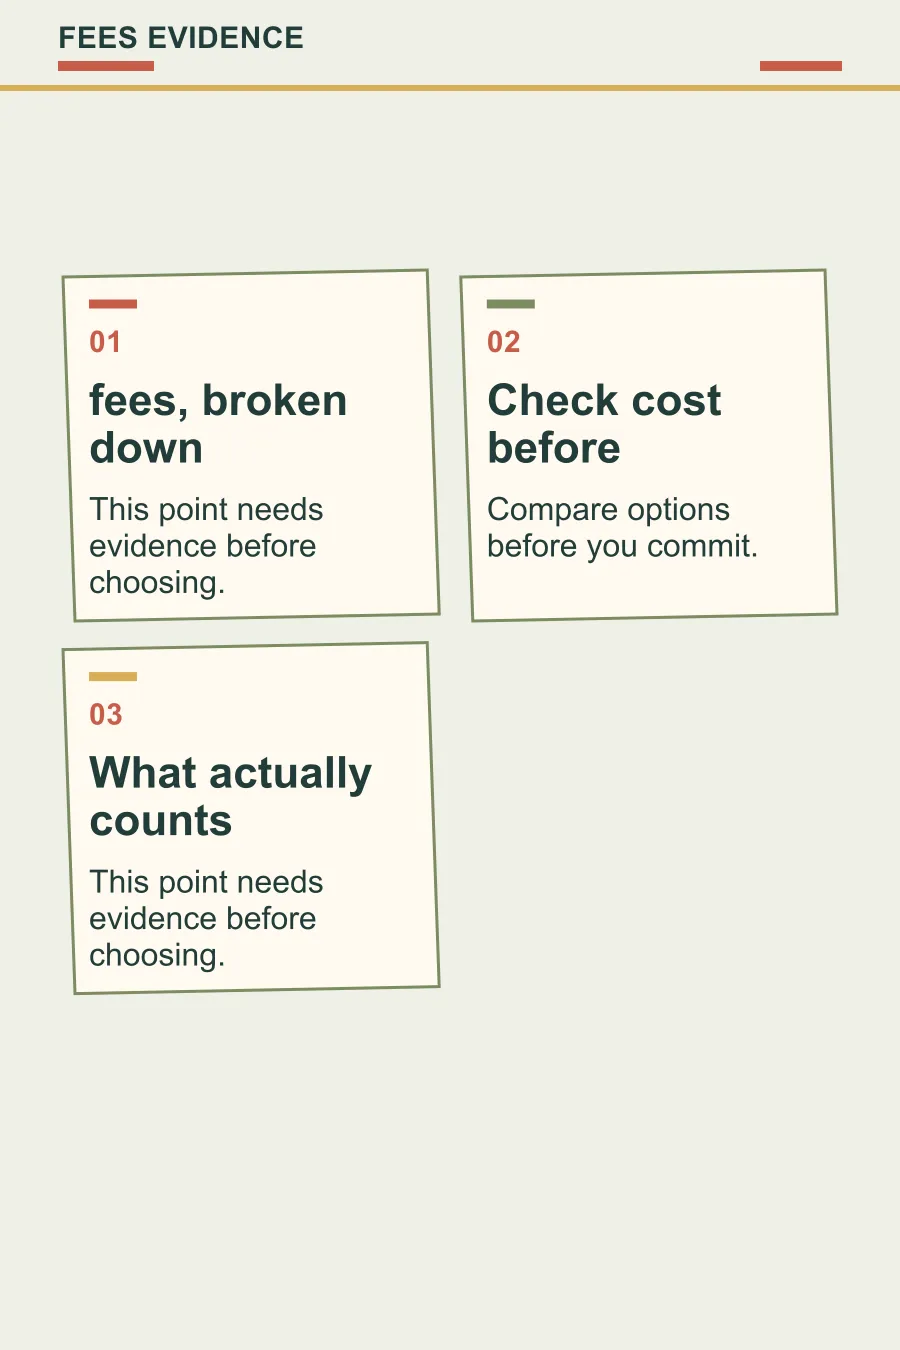 FEES EVIDENCE
01
fees, broken
down
This point needs
evidence before
choosing.
02
Check cost
before
Compare options
before you commit.
03
What actually
counts
This point needs
evidence before
choosing.